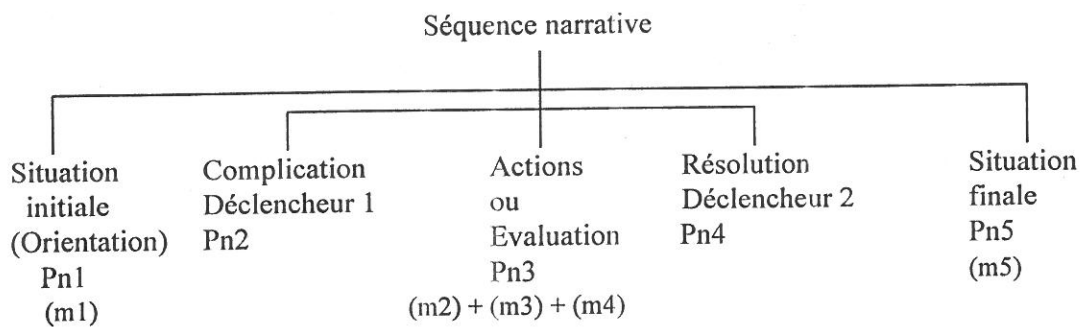 Séquence narrative
Situation
initiale
(Orientation)
Pn1
(m1)
Complication
Déclencheur 1
Pn2
Actions
ou
Evaluation
Pn3
(m2) + (m3) + (m4)
Résolution
Déclencheur 2
Pn4
Situation
finale
Pn5
(m5)